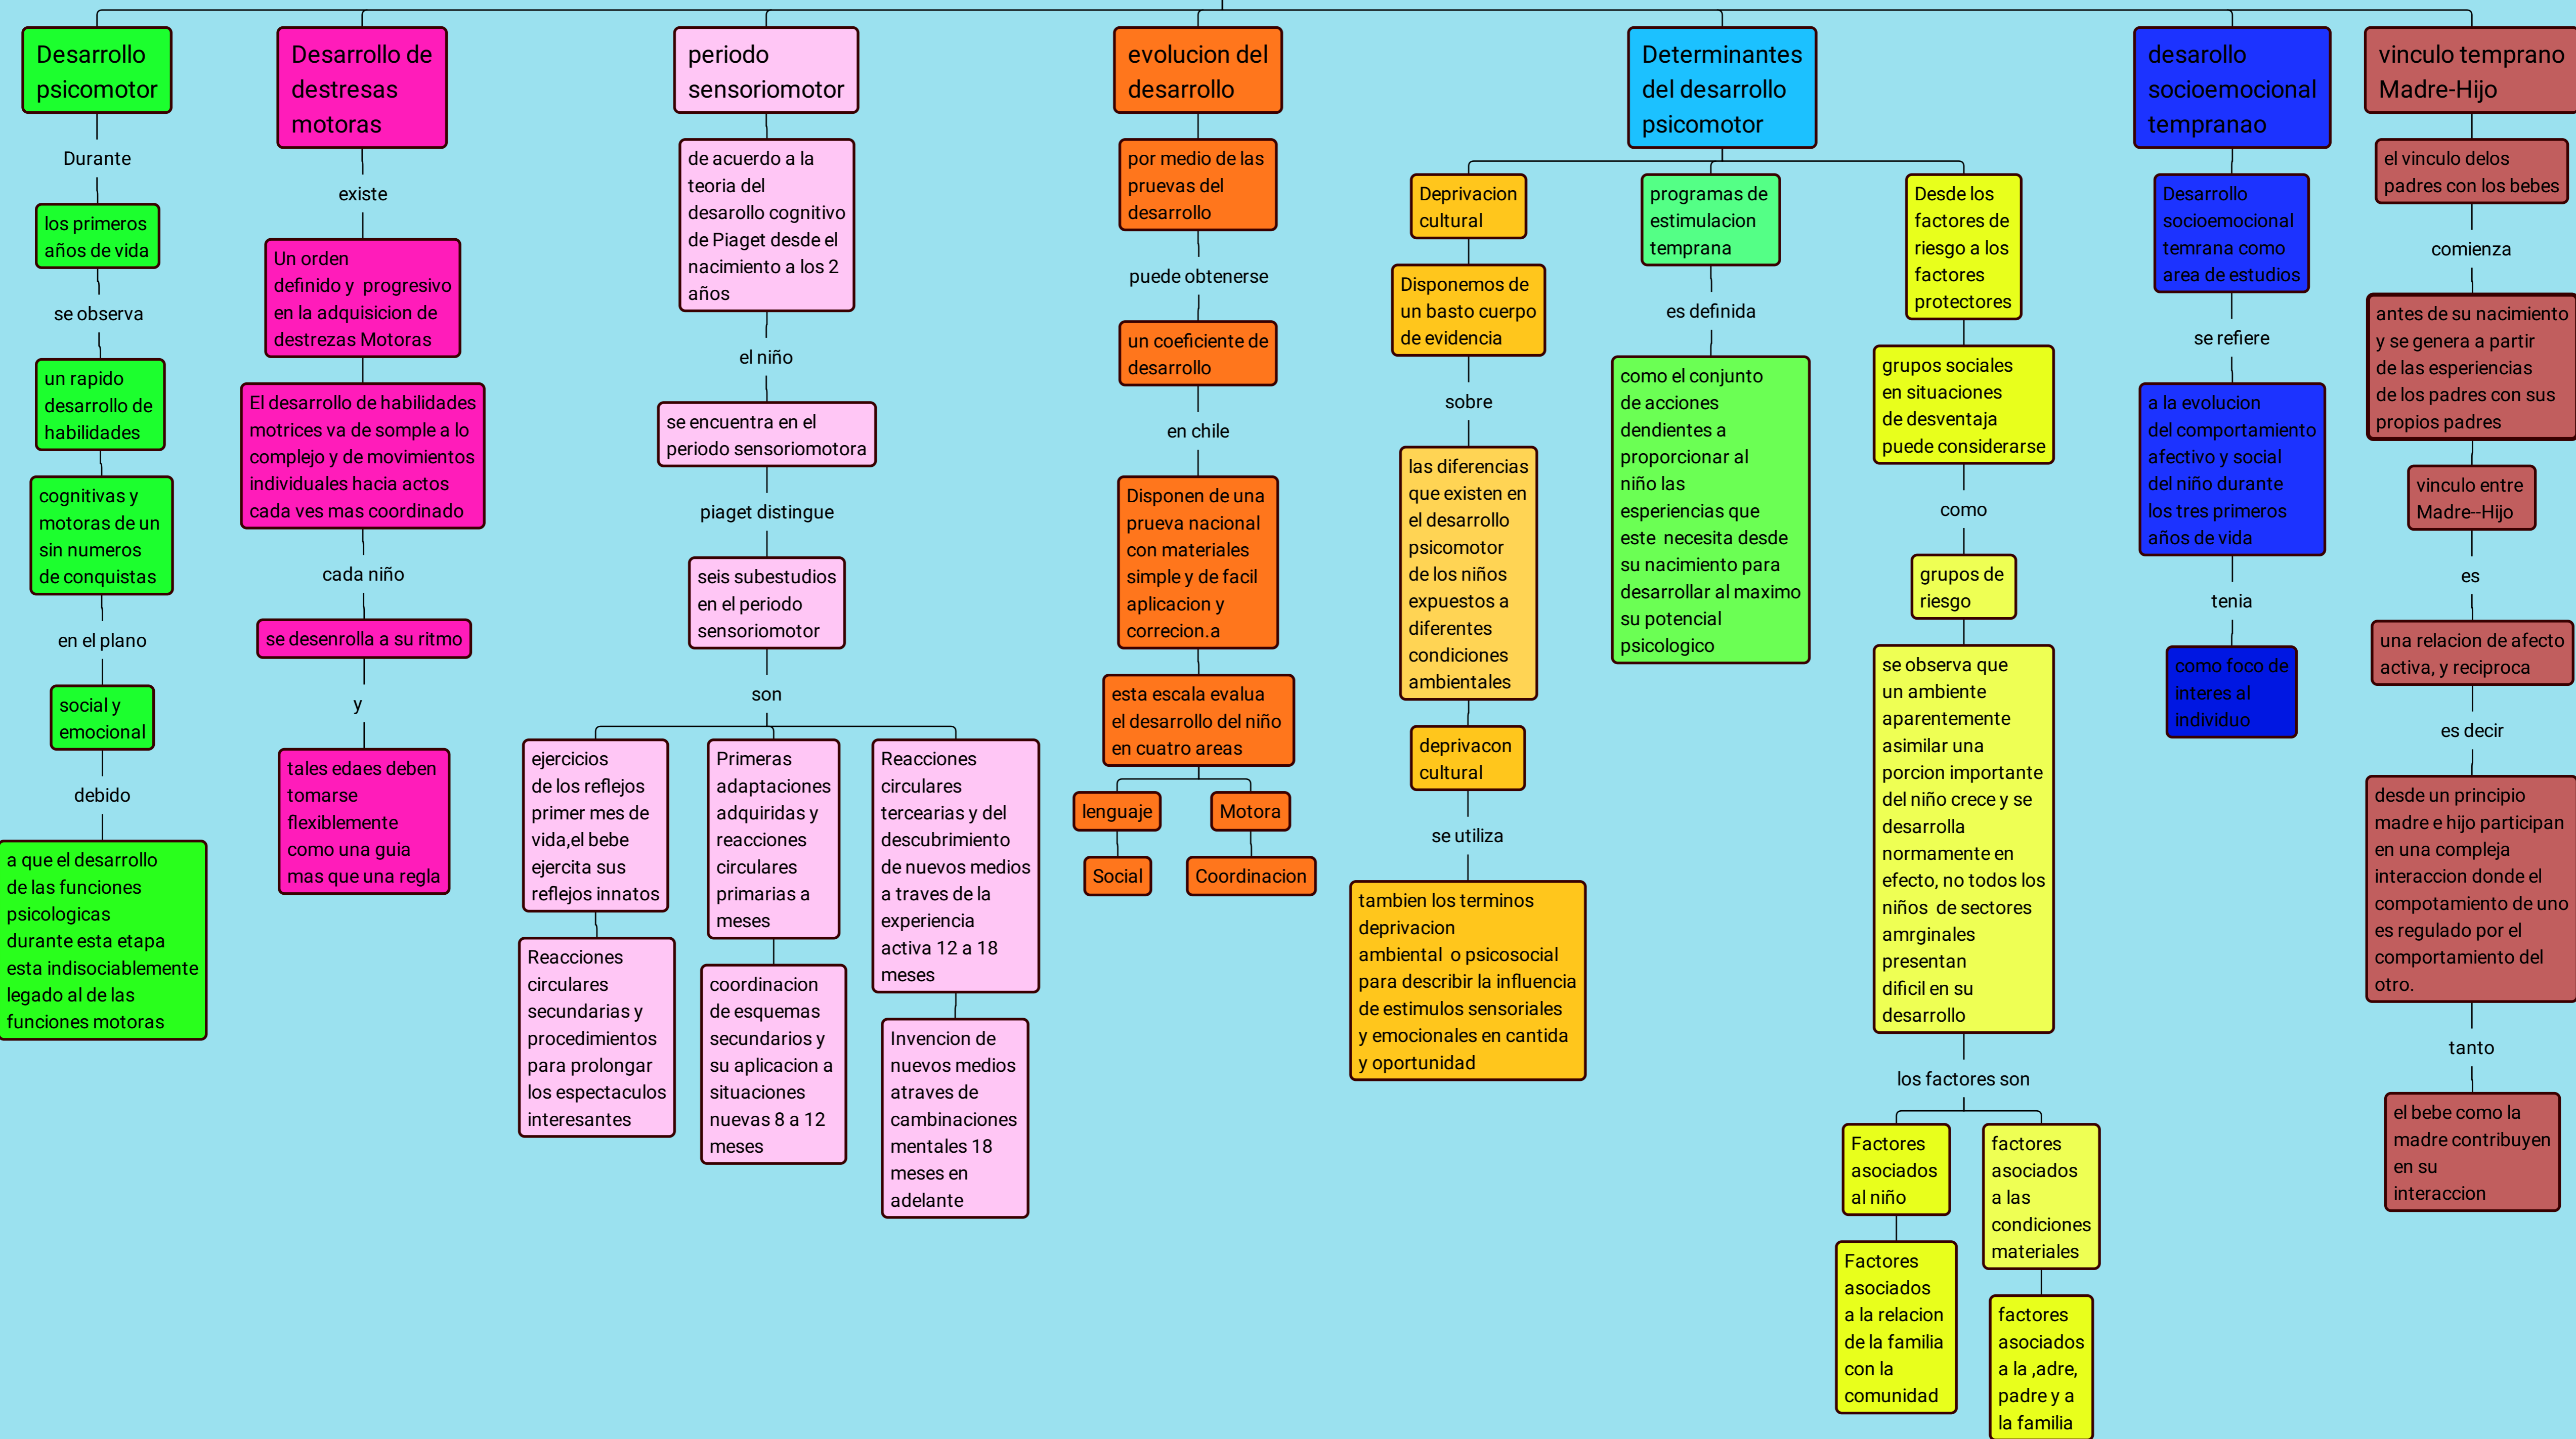 Desarrollo
psicomotor
Durante
los primeros
años de vida
se observa
un rapido
desarrollo de
habilidades
cognitivas y
motoras de un
sin numeros
de conquistas
en el plano
social y
emocional
debido
a que el desarrollo
de las funciones
psicologicas
durante esta etapa
esta indisociablemente
legado al de las
funciones motoras
Desarrollo de
destresas
motoras
existe
Un orden
definido y  progresivo
en la adquisicion de
destrezas Motoras
El desarrollo de habilidades
motrices va de somple a lo
complejo y de movimientos
individuales hacia actos
cada ves mas coordinado
cada niño
se desenrolla a su ritmo
y
tales edaes deben
tomarse
flexiblemente
como una guia
mas que una regla
periodo
sensoriomotor
de acuerdo a la
teoria del
desarollo cognitivo
de Piaget desde el
nacimiento a los 2
años
el niño
se encuentra en el
periodo sensoriomotora
piaget distingue
seis subestudios
en el periodo
sensoriomotor
son
ejercicios
de los reflejos
primer mes de
vida,el bebe
ejercita sus
reflejos innatos
Reacciones
circulares
secundarias y
procedimientos
para prolongar
los espectaculos
interesantes
Primeras
adaptaciones
adquiridas y
reacciones
circulares
primarias a
meses
coordinacion
de esquemas
secundarios y
su aplicacion a
situaciones
nuevas 8 a 12
meses
Reacciones
circulares
tercearias y del
descubrimiento
de nuevos medios
a traves de la
experiencia
activa 12 a 18
meses
Invencion de
nuevos medios
atraves de
cambinaciones
mentales 18
meses en
adelante
evolucion del
desarrollo
por medio de las
pruevas del
desarrollo
puede obtenerse
un coeficiente de
desarrollo
en chile
Disponen de una
prueva nacional
con materiales
simple y de facil
aplicacion y
correcion.a
esta escala evalua
el desarrollo del niño
en cuatro areas
lenguaje
Social
Motora
Coordinacion
Determinantes
del desarrollo
psicomotor
Deprivacion
cultural
Disponemos de
un basto cuerpo
de evidencia
sobre
las diferencias
que existen en
el desarrollo
psicomotor
de los niños
expuestos a
diferentes
condiciones
ambientales
deprivacon
cultural
se utiliza
tambien los terminos
deprivacion
ambiental  o psicosocial
para describir la influencia
de estimulos sensoriales
y emocionales en cantida
y oportunidad
programas de
estimulacion
temprana
es definida
como el conjunto
de acciones
dendientes a
proporcionar al
niño las
esperiencias que
este  necesita desde
su nacimiento para
desarrollar al maximo
su potencial
psicologico
Desde los
factores de
riesgo a los
factores
protectores
grupos sociales
en situaciones
de desventaja
puede considerarse
como
grupos de
riesgo
se observa que
un ambiente
aparentemente
asimilar una
porcion importante
del niño crece y se
desarrolla
normamente en
efecto, no todos los
niños  de sectores
amrginales
presentan
dificil en su
desarrollo
los factores son
Factores
asociados
al niño
Factores
asociados
a la relacion
de la familia
con la
comunidad
factores
asociados
a las
condiciones
materiales
factores
asociados
a la ,adre,
padre y a
la familia
desarollo
socioemocional
tempranao
Desarrollo
socioemocional
temrana como
area de estudios
se refiere
a la evolucion
del comportamiento
afectivo y social
del niño durante
los tres primeros
años de vida
tenia
como foco de
interes al
individuo
vinculo temprano
Madre-Hijo
el vinculo delos
padres con los bebes
comienza
antes de su nacimiento
y se genera a partir
de las esperiencias
de los padres con sus
propios padres
vinculo entre
Madre--Hijo
es
una relacion de afecto
activa, y reciproca
es decir
desde un principio
madre e hijo participan
en una compleja
interaccion donde el
compotamiento de uno
es regulado por el
comportamiento del
otro.
tanto
el bebe como la
madre contribuyen
en su
interaccion